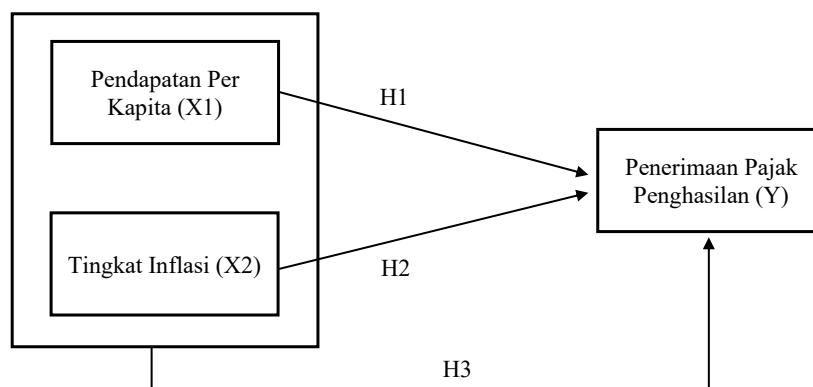 Pendapatan Per
Kapita (X1)
H1
Penerimaan Pajak
Penghasilan (Y)
Tingkat Inflasi (X2)
H2
H3